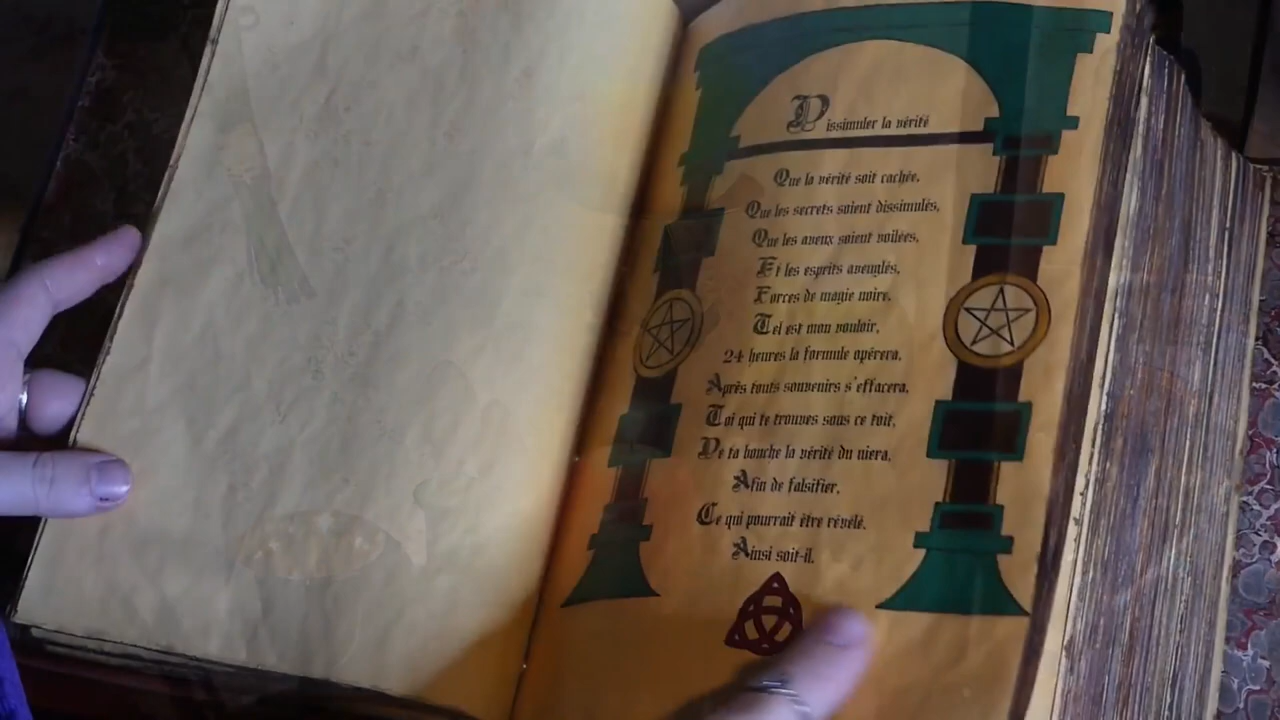 Dissimuler la vérité
Que la vérité soit cachée,
Que les secrets soient dissimulés,
Que les aveux soient voilées,
Et les esprits aveuglés,
Forces de magie noire,
Tel est mon vouloir,
24 heures la formule opérera,
Après touts souvenirs s'effacera,
Toi qui te trouves sous ce toit,
De ta bouche la vérité du niera,
Afin de falsifier,
Ce qui pourrait être révélé,
Ainsi soit-il.